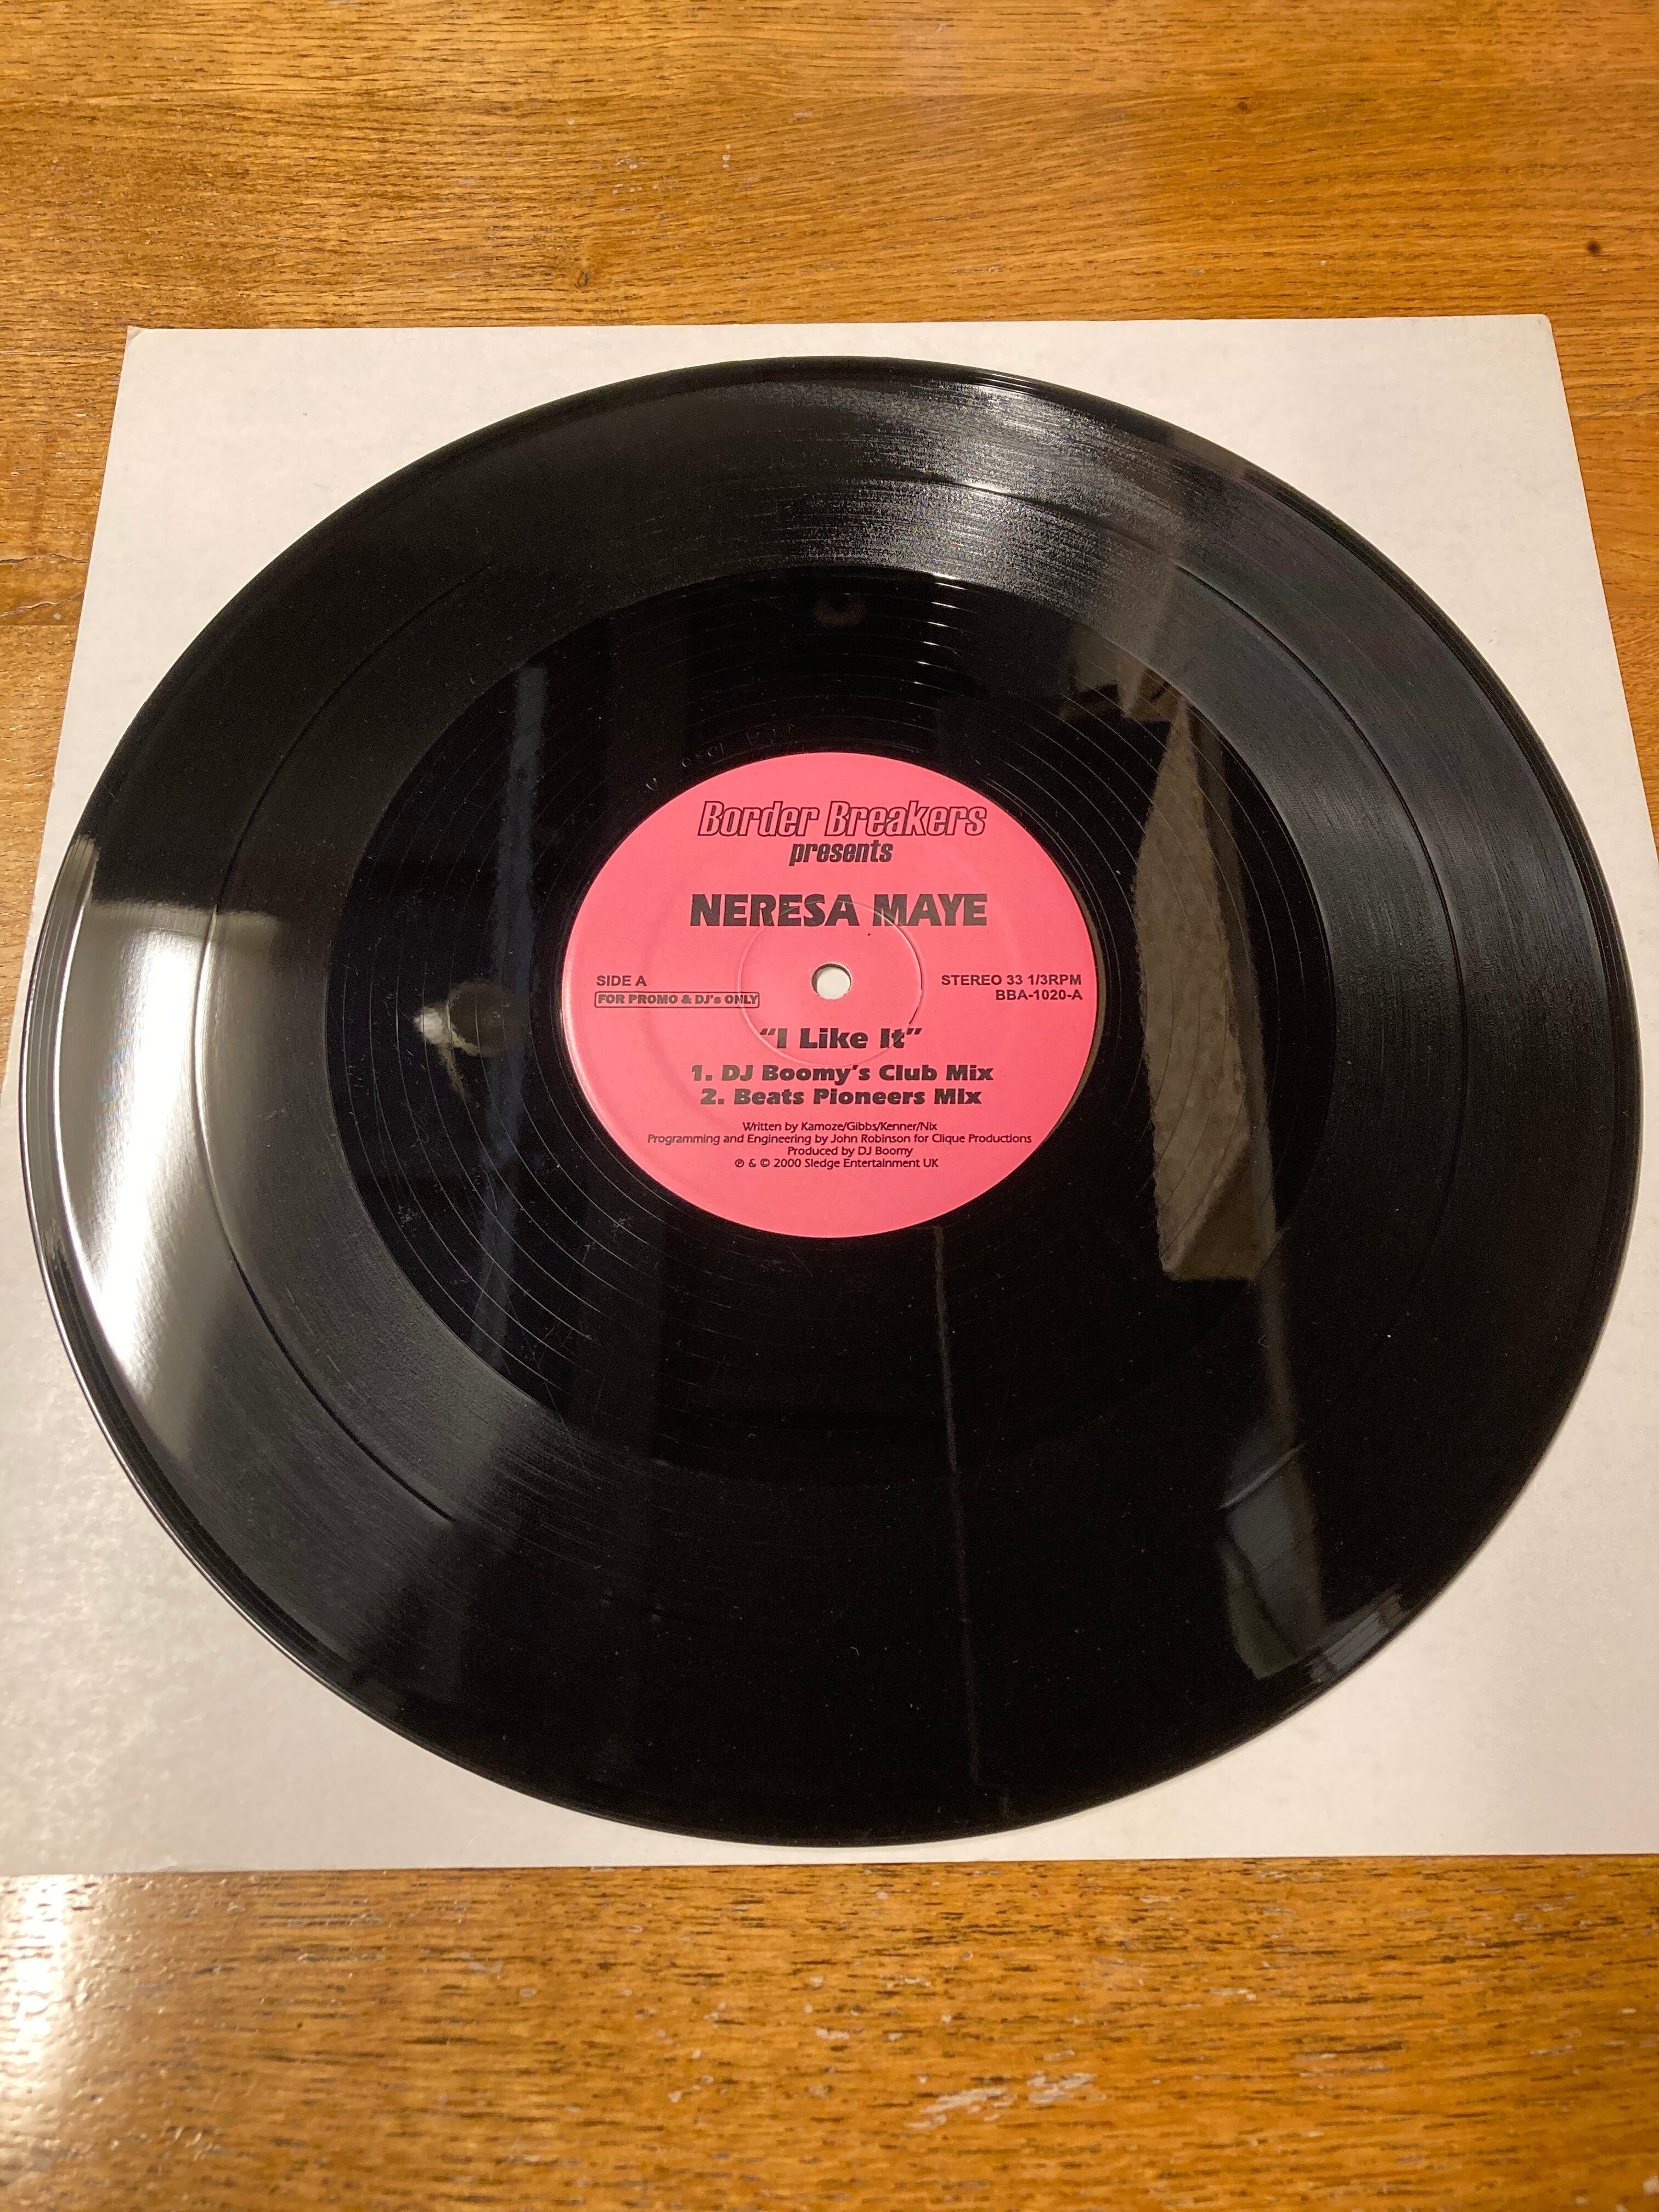 Border Breakers
presents
NERESA MAYE
SIDE A
FOR PROMO & DJ's ONLY
STEREO 33 1/3RPM
BBA-1020-A
“I Like It”
1. DJ Boomy's Club Mix
2. Beats Pioneers Mix
Written by Kamoze/Gibbs/Kenner/Nix
Programming and Engineering by John Robinson for Clique Productions
Produced by DJ Boomy
℗ & © 2000 Sledge Entertainment UK